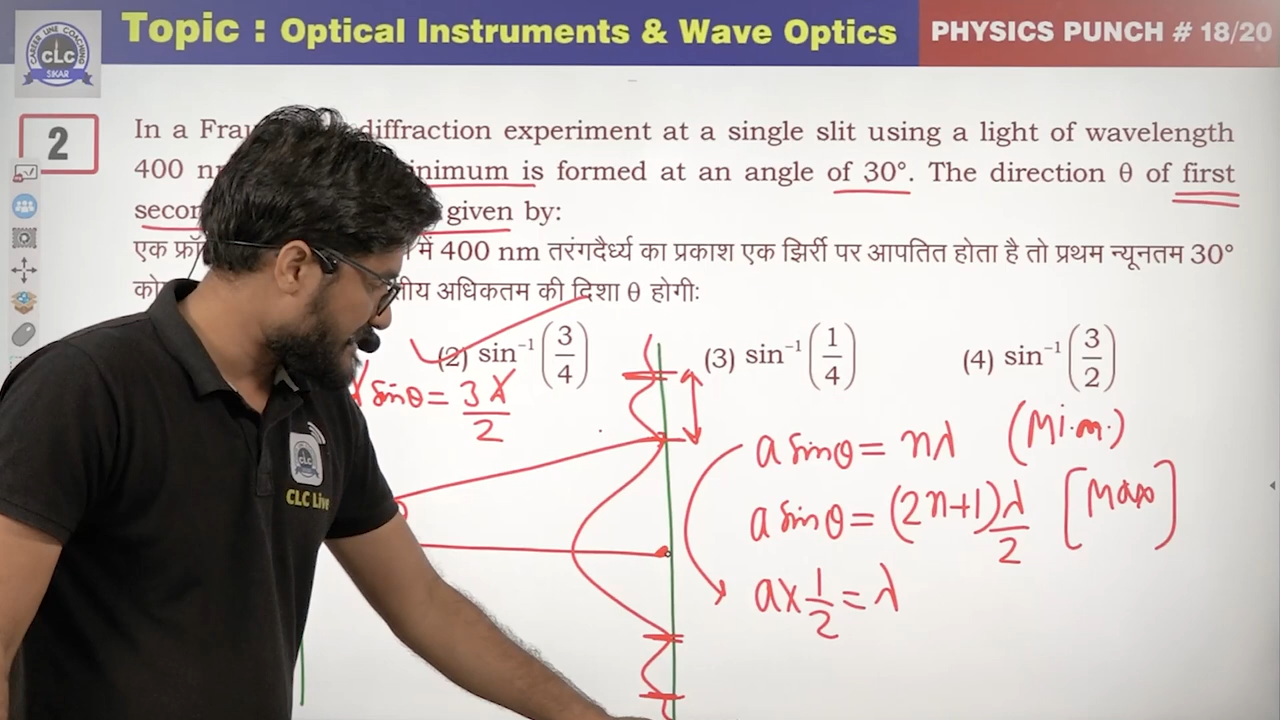 Topic : Optical Instruments & Wave Optics
PHYSICS PUNCH # 18/20
CAREER LINE COACHING
CLC
SIKAR
2
In a diffraction experiment at a single slit using a light of wavelength
400 is formed at an angle of 30°. The direction θ of first
given by:
एक में 400 nm तरंगदैर्ध्य का प्रकाश एक झिर्री पर आपतित होता है तो प्रथम न्यूनतम 30°
अधिकतम की दिशा θ होगीः
(2) sin⁻¹(3/4) (3) sin⁻¹(1/4) (4) sin⁻¹(3/2)
sinθ = 3λ/2
a sinθ = nλ (Mi.m.)
a sinθ = (2n+1)λ/2 [Max]
a×1/2 = λ
CLC
CLC Live